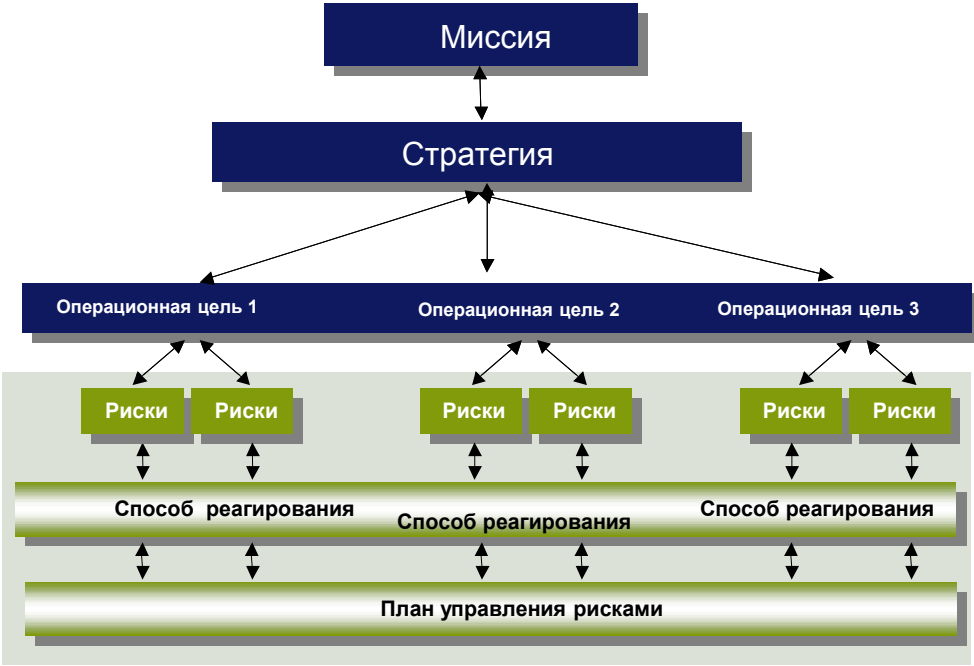 Миссия
Стратегия
Операционная цель 1
Операционная цель 2
Операционная цель 3
Риски
Риски
Риски
Риски
Риски
Риски
Способ реагирования
Способ реагирования
Способ реагирования
План управления рисками